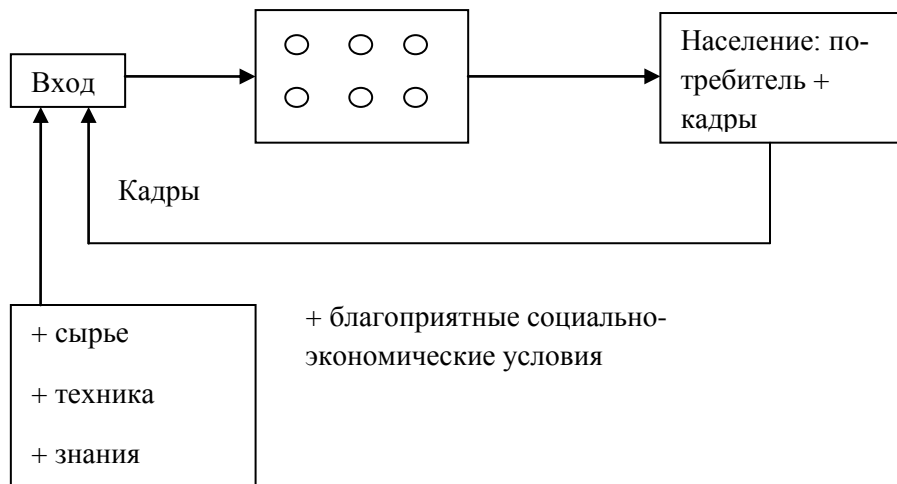 Вход
Население: по-
требитель +
кадры
Кадры
+ сырье
+ техника
+ знания
+ благоприятные социально-
экономические условия